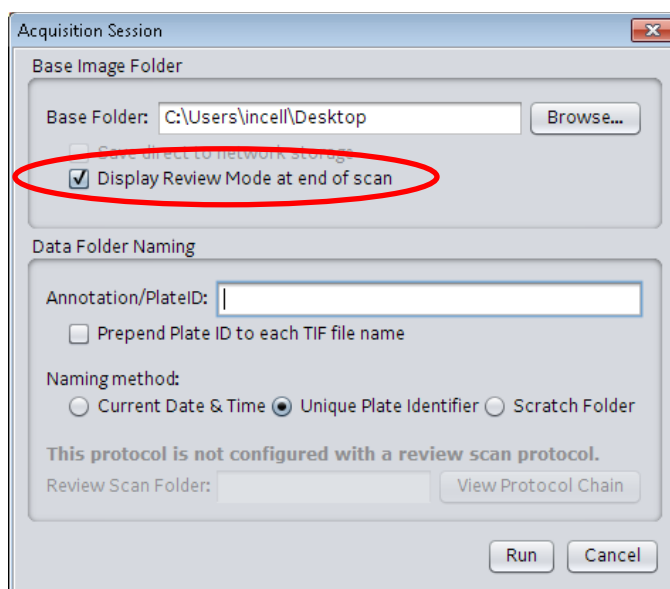 Acquisition Session
Base Image Folder
Base Folder: C:\Users\incell\Desktop Browse...
Save direct to network storage
Display Review Mode at end of scan
Data Folder Naming
Annotation/PlateID:
Prepend Plate ID to each TIF file name
Naming method:
Current Date & Time Unique Plate Identifier Scratch Folder
This protocol is not configured with a review scan protocol.
Review Scan Folder: View Protocol Chain
Run Cancel